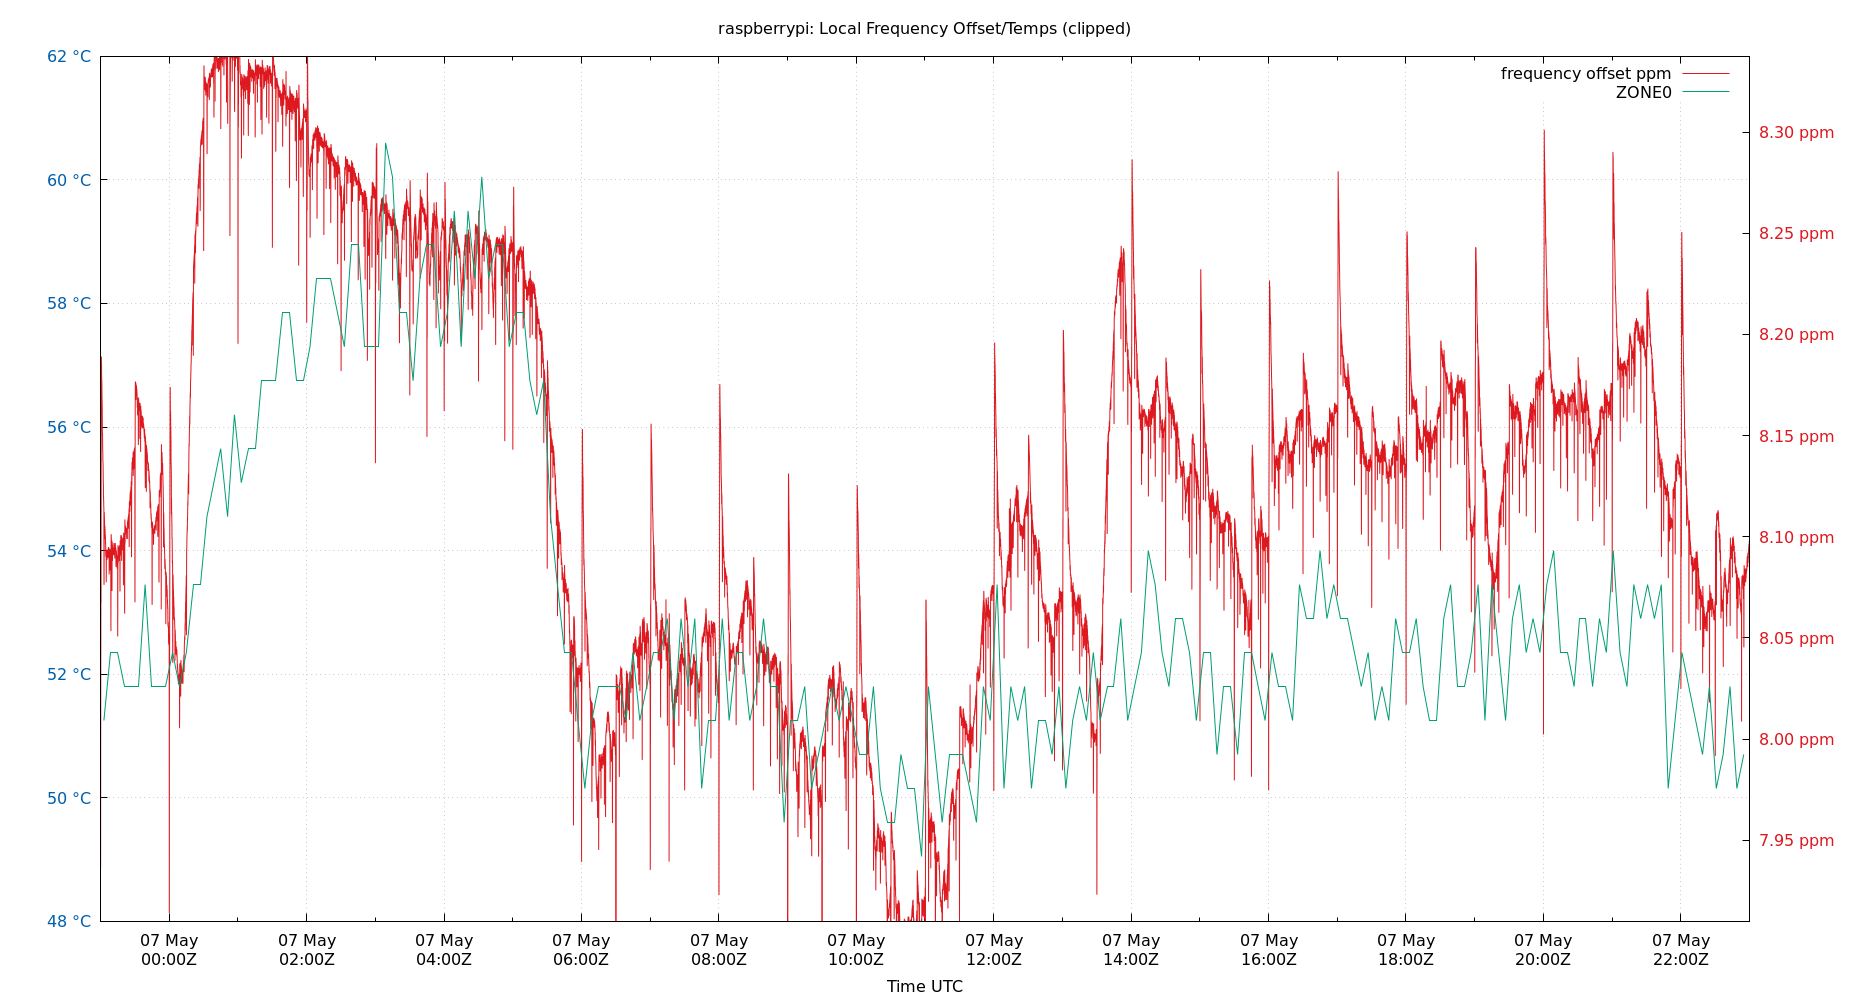 raspberrypi: Local Frequency Offset/Temps (clipped)
frequency offset ppm
ZONE0
62 °C
60 °C
58 °C
56 °C
54 °C
52 °C
50 °C
48 °C
8.30 ppm
8.25 ppm
8.20 ppm
8.15 ppm
8.10 ppm
8.05 ppm
8.00 ppm
7.95 ppm
07 May
00:00Z
07 May
02:00Z
07 May
04:00Z
07 May
06:00Z
07 May
08:00Z
07 May
10:00Z
07 May
12:00Z
07 May
14:00Z
07 May
16:00Z
07 May
18:00Z
07 May
20:00Z
07 May
22:00Z
Time UTC